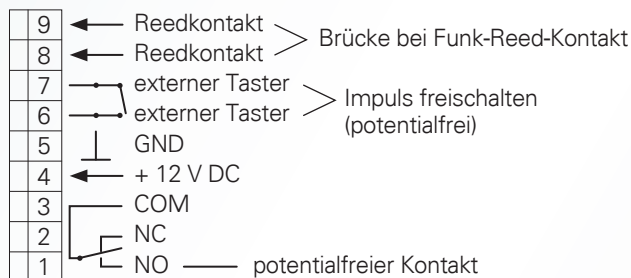 9 Reedkontakt
8 Reedkontakt
Brücke bei Funk-Reed-Kontakt
7 externer Taster
6 externer Taster
Impuls freischalten
(potentialfrei)
5 GND
4 + 12 V DC
3 COM
2 NC
1 NO potentialfreier Kontakt